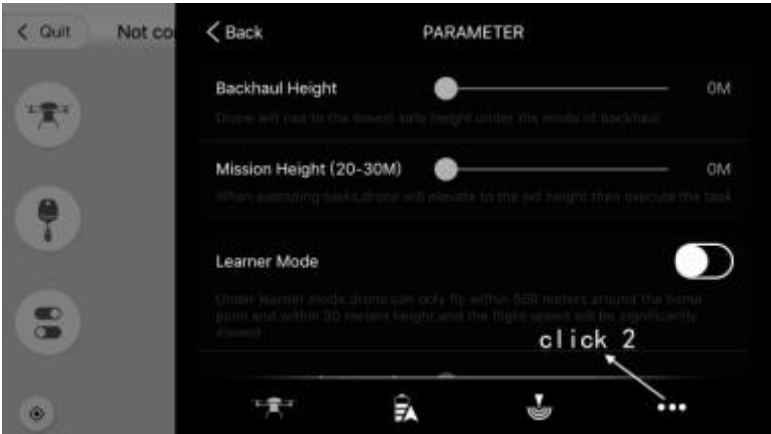 Quit
Not co
Back
PARAMETER
Backhaul Height
0M
Drone will rise to the lowest safe height under the mode of backhaul
Mission Height (20-30M)
0M
When executing tasks,drone will elevate to the set height then execute the task
Learner Mode
Under learner mode,drone can only fly within 500 meters around the home
point and within 30 meters height,and the flight speed will be significantly
slowed
click 2